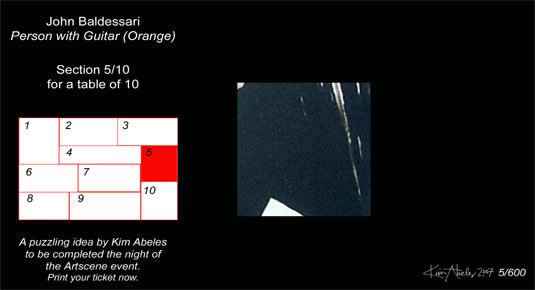 John Baldessari
Person with Guitar (Orange)
Section 5/10
for a table of 10
1 2 3
4 5
6 7
10
8 9
A puzzling idea by Kim Abeles
to be completed the night of
the Artscene event.
Print your ticket now.
Kim Abeles 2007 5/600